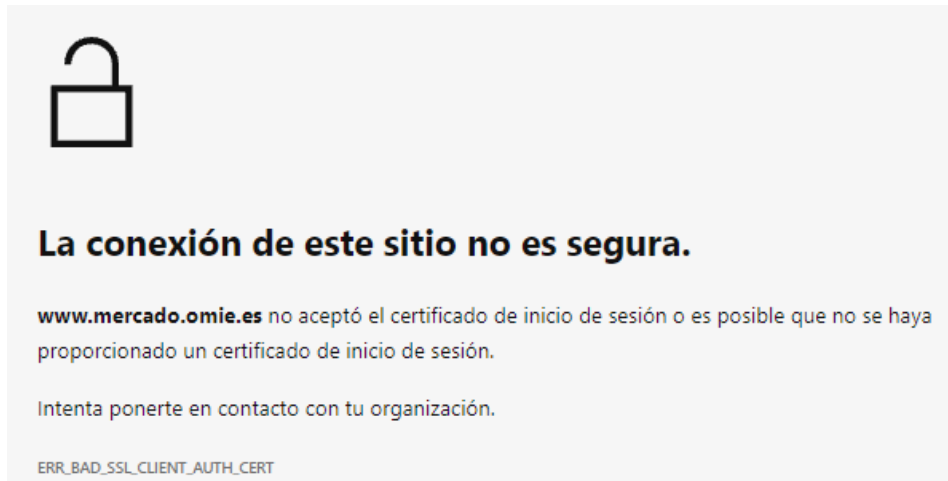 La conexión de este sitio no es segura.
www.mercado.omie.es no aceptó el certificado de inicio de sesión o es posible que no se haya
proporcionado un certificado de inicio de sesión.
Intenta ponerte en contacto con tu organización.
ERR_BAD_SSL_CLIENT_AUTH_CERT